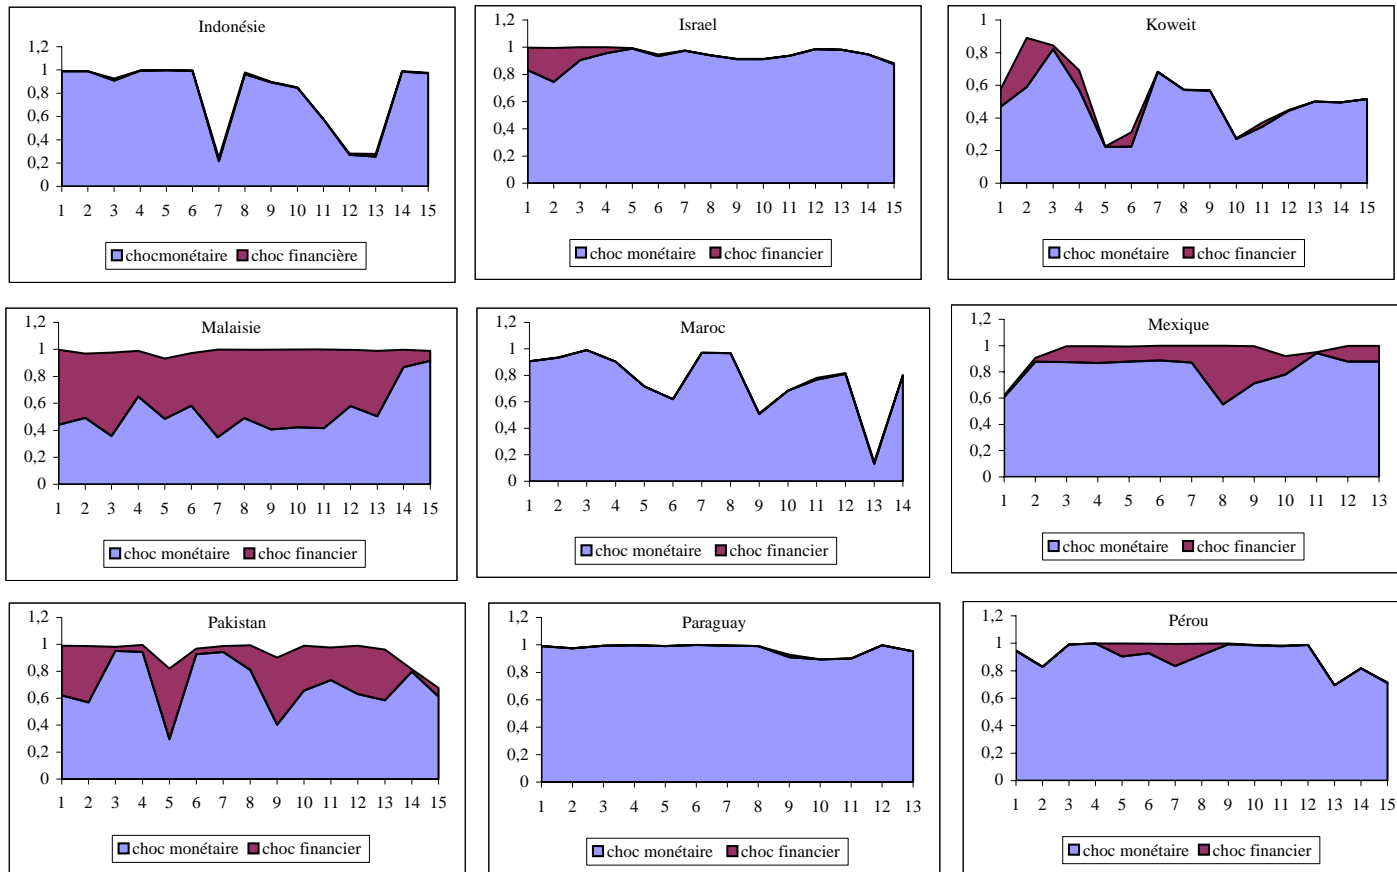 Indonésie
1,2
1
0,8
0,6
0,4
0,2
0
1 2 3 4 5 6 7 8 9 10 11 12 13 14 15
chocmonétaire choc financière
Israel
1,2
1
0,8
0,6
0,4
0,2
0
1 2 3 4 5 6 7 8 9 10 11 12 13 14 15
choc monétaire choc financier
Koweit
1
0,8
0,6
0,4
0,2
0
1 2 3 4 5 6 7 8 9 10 11 12 13 14 15
choc monétaire choc financier
Malaisie
1,2
1
0,8
0,6
0,4
0,2
0
1 2 3 4 5 6 7 8 9 10 11 12 13 14 15
choc monétaire choc financier
Maroc
1,2
1
0,8
0,6
0,4
0,2
0
1 2 3 4 5 6 7 8 9 10 11 12 13 14
choc monétaire choc financier
Mexique
1,2
1
0,8
0,6
0,4
0,2
0
1 2 3 4 5 6 7 8 9 10 11 12 13
choc monétaire choc financier
Pakistan
1,2
1
0,8
0,6
0,4
0,2
0
1 2 3 4 5 6 7 8 9 10 11 12 13 14 15
choc monétaire choc financier
Paraguay
1,2
1
0,8
0,6
0,4
0,2
0
1 2 3 4 5 6 7 8 9 10 11 12 13
choc monétaire choc financier
Pérou
1,2
1
0,8
0,6
0,4
0,2
0
1 2 3 4 5 6 7 8 9 10 11 12 13 14 15
choc monétaire choc financier